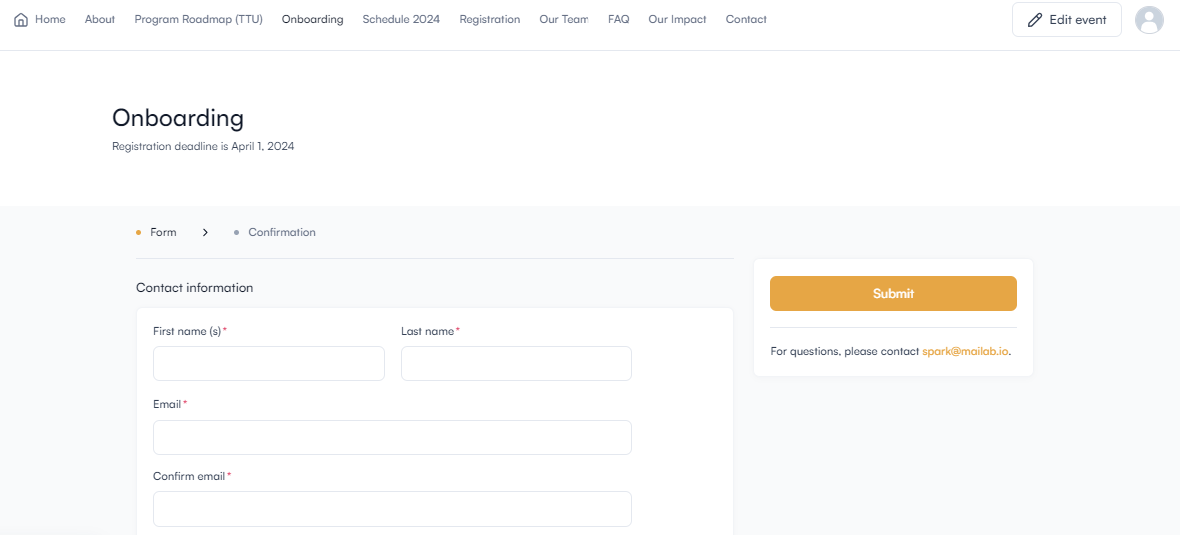 Home About Program Roadmap (TTU) Onboarding Schedule 2024 Registration Our Team FAQ Our Impact Contact Edit event
Onboarding
Registration deadline is April 1, 2024
Form Confirmation
Contact information
First name (s)* Last name*
Email*
Confirm email*
Submit
For questions, please contact spark@mailab.io.